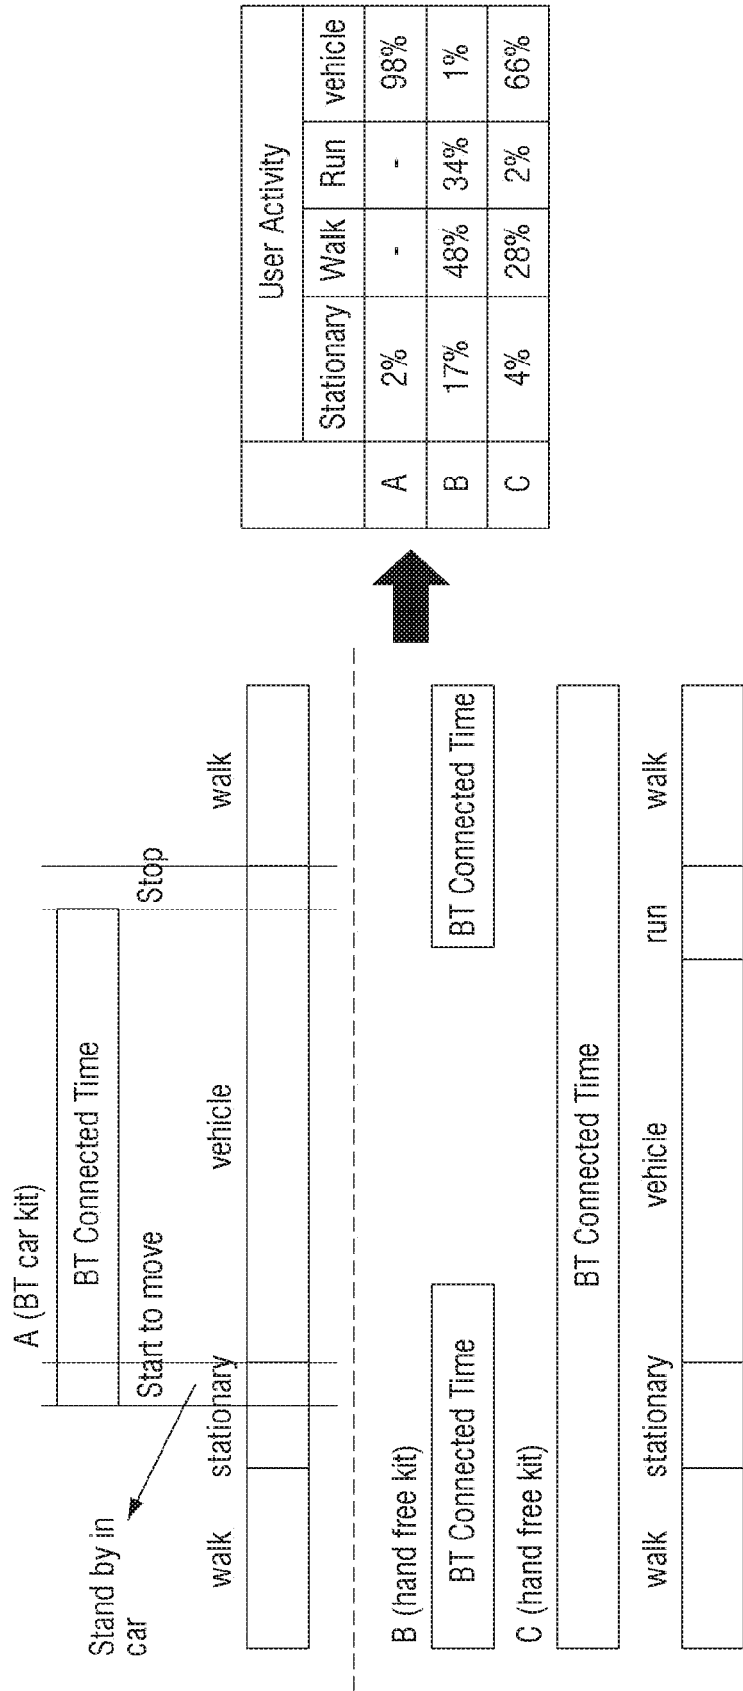 A (BT car kit)
BT Connected Time
Stand by in
car
Start to move
Stop
walk
stationary
vehicle
walk
B (hand free kit)
BT Connected Time
BT Connected Time
C (hand free kit)
BT Connected Time
walk
stationary
vehicle
run
walk
User Activity
Stationary Walk Run vehicle
A 2% - - 98%
B 17% 48% 34% 1%
C 4% 28% 2% 66%